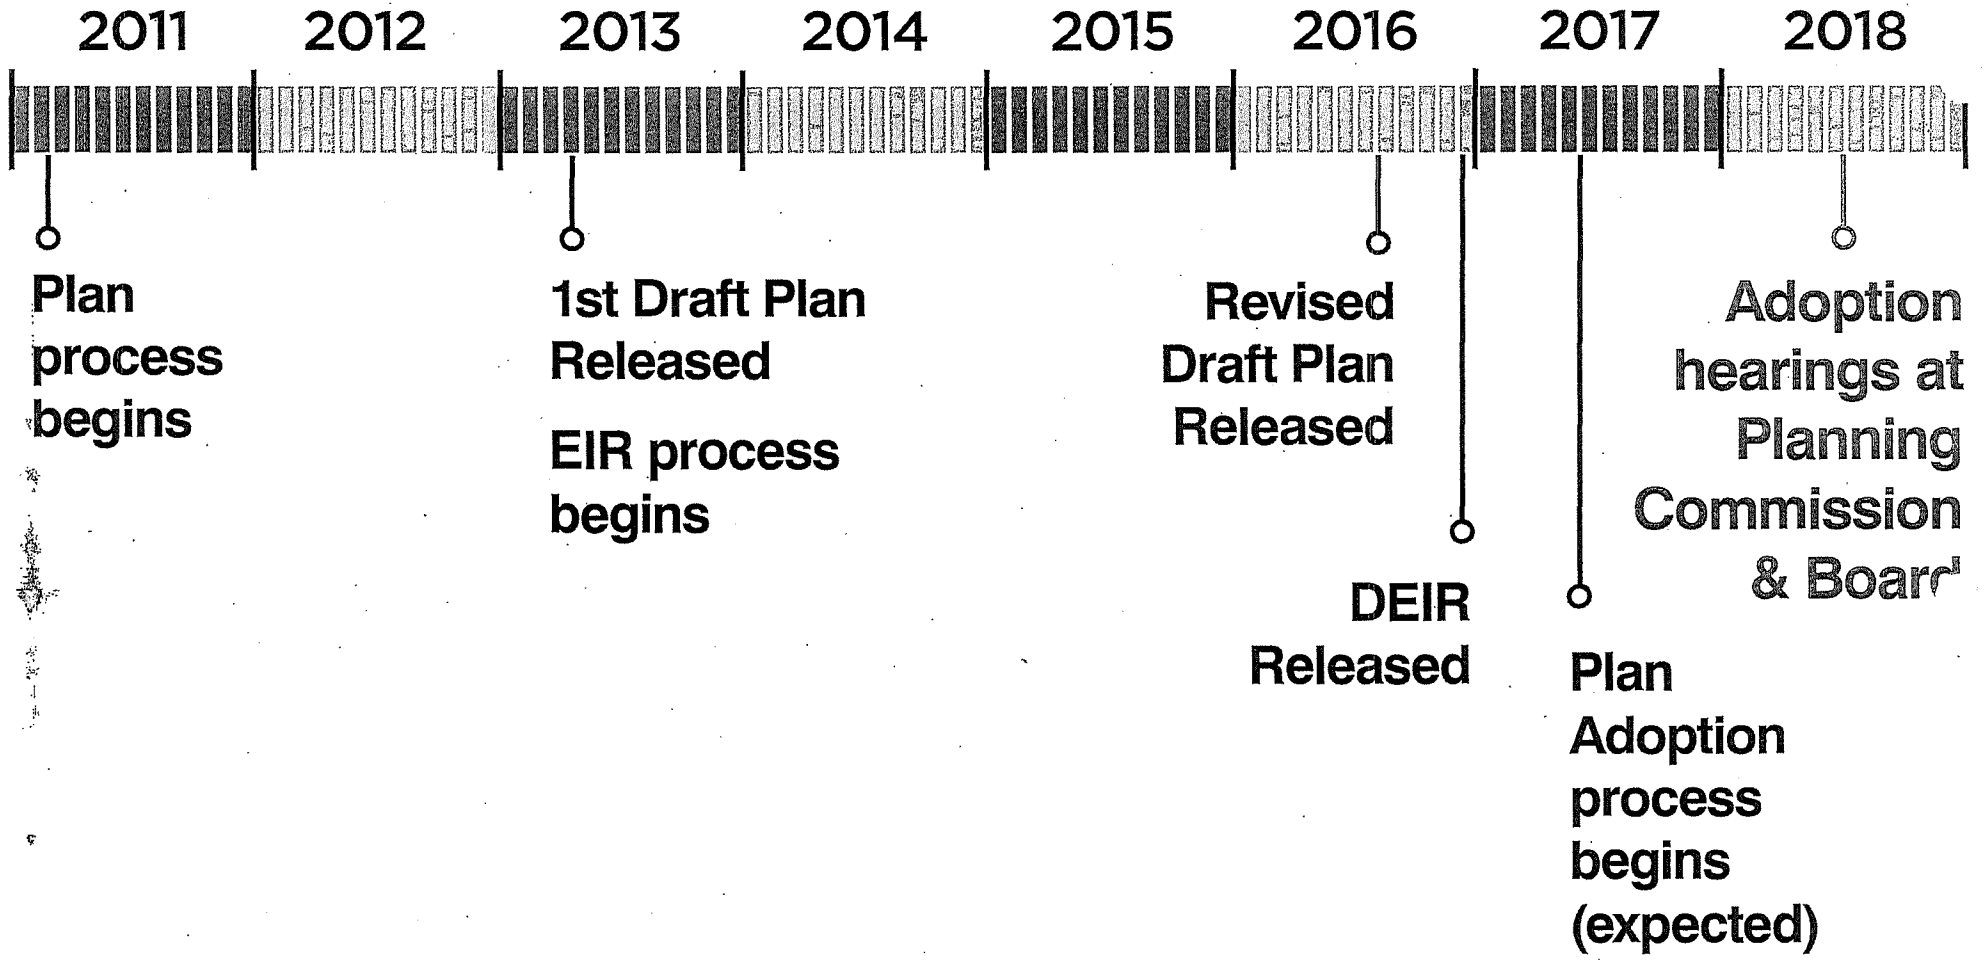 2011 2012 2013 2014 2015 2016 2017 2018
Plan
process
begins
1st Draft Plan
Released
EIR process
begins
Revised
Draft Plan
Released
DEIR
Released
Plan
Adoption
process
begins
(expected)
Adoption
hearings at
Planning
Commission
& Board